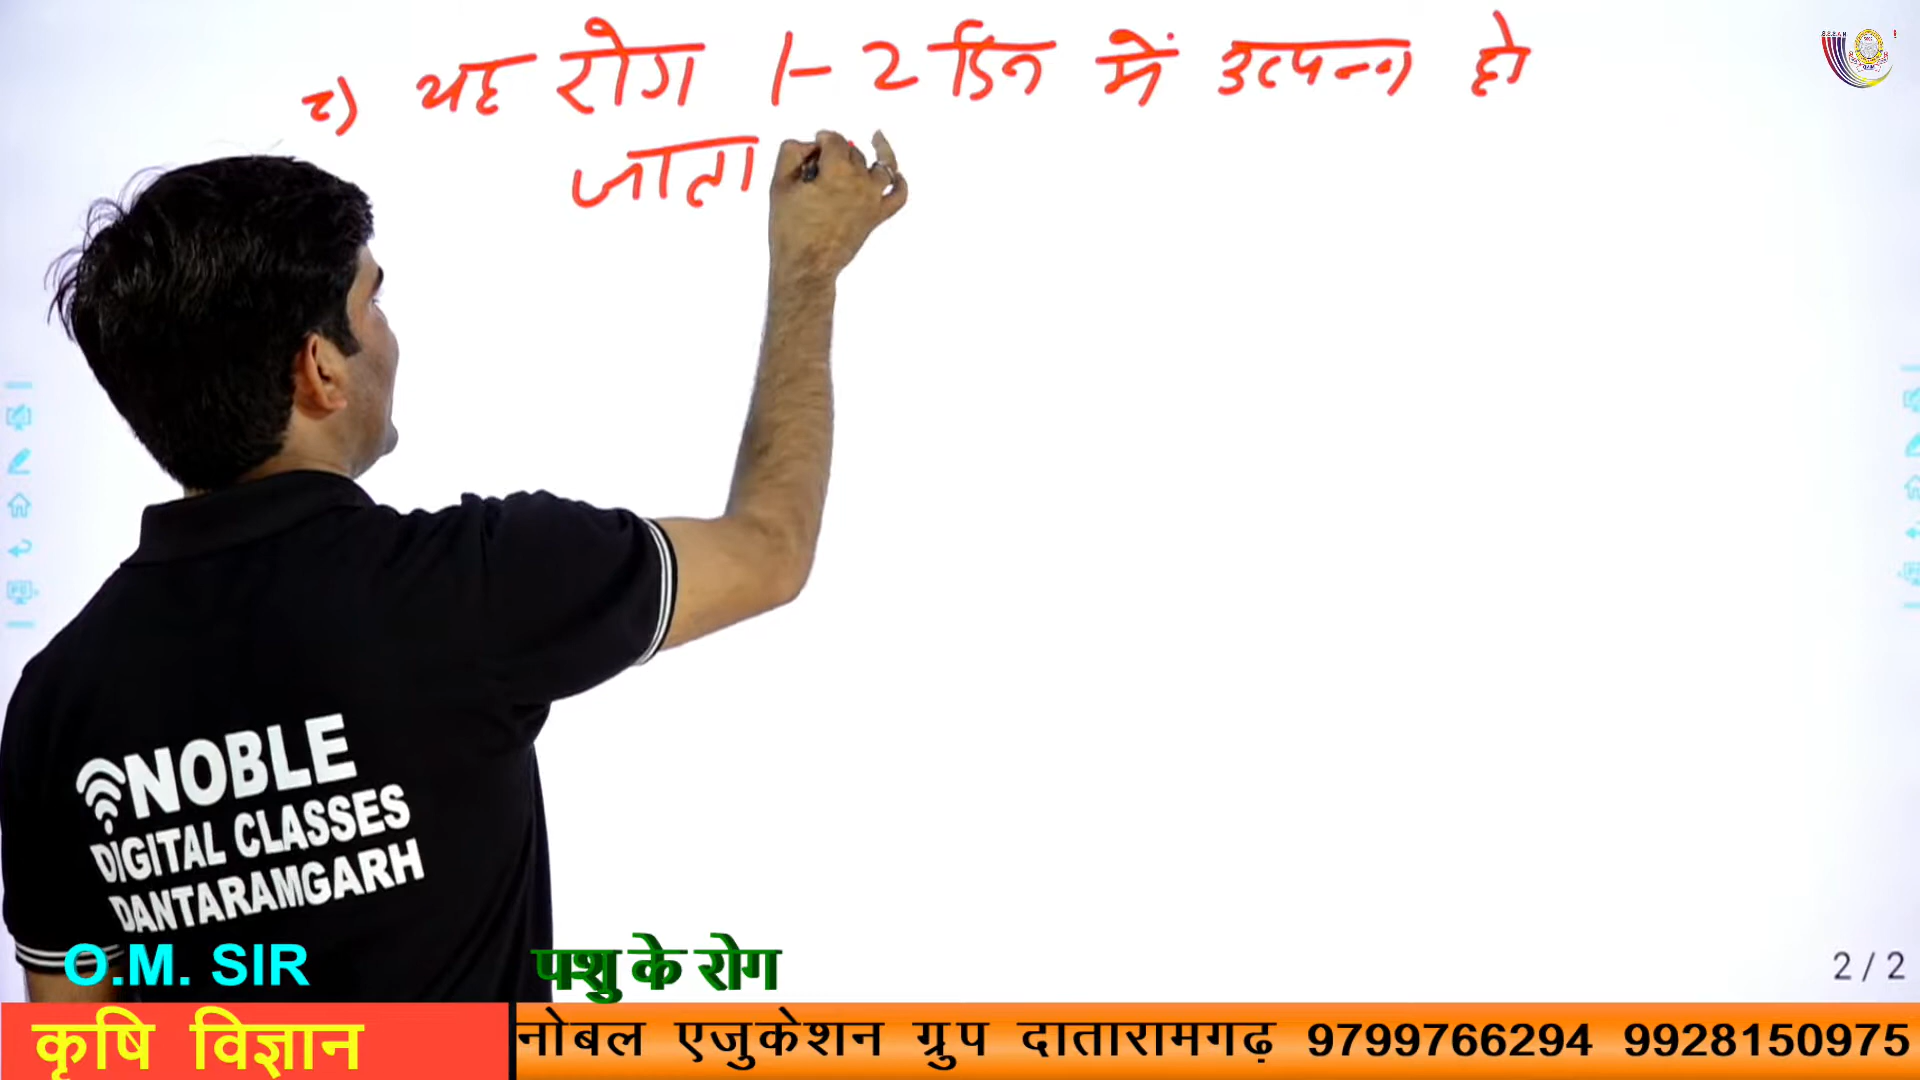 2) यह रोग 1-2 दिन में उत्पन्न हो
जाता
NOBLE
DIGITAL CLASSES
DANTARAMGARH
O.M. SIR
पशु के रोग
2 / 2
कृषि विज्ञान
नोबल एजुकेशन ग्रुप दातारामगढ़ 9799766294 9928150975